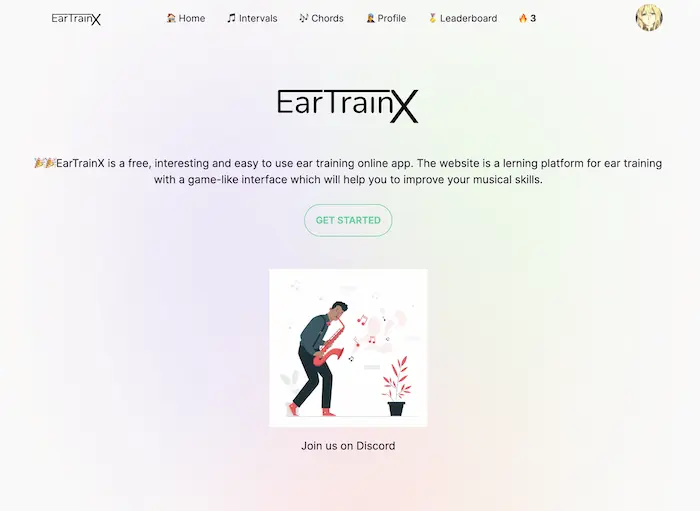 EarTrainX
🏠 Home
🎵 Intervals
🎶 Chords
Profile
🏅 Leaderboard
🔥 3
EarTrainX
🎉🎉EarTrainX is a free, interesting and easy to use ear training online app. The website is a lerning platform for ear training
with a game-like interface which will help you to improve your musical skills.
GET STARTED
Join us on Discord